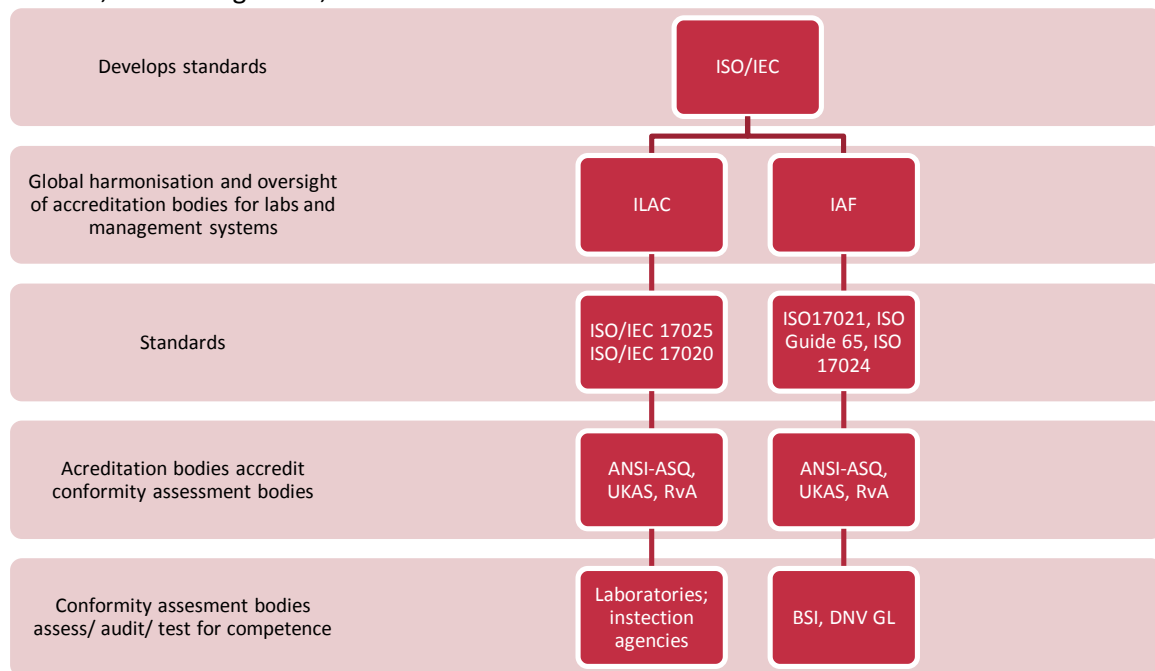 Develops standards
ISO/IEC
Global harmonisation and oversight
of accreditation bodies for labs and
management systems
ILAC
IAF
Standards
ISO/IEC 17025
ISO/IEC 17020
ISO17021, ISO
Guide 65, ISO
17024
Acreditation bodies accredit
conformity assessment bodies
ANSI-ASQ,
UKAS, RvA
ANSI-ASQ,
UKAS, RvA
Conformity assesment bodies
assess/ audit/ test for competence
Laboratories;
instection
agencies
BSI, DNV GL